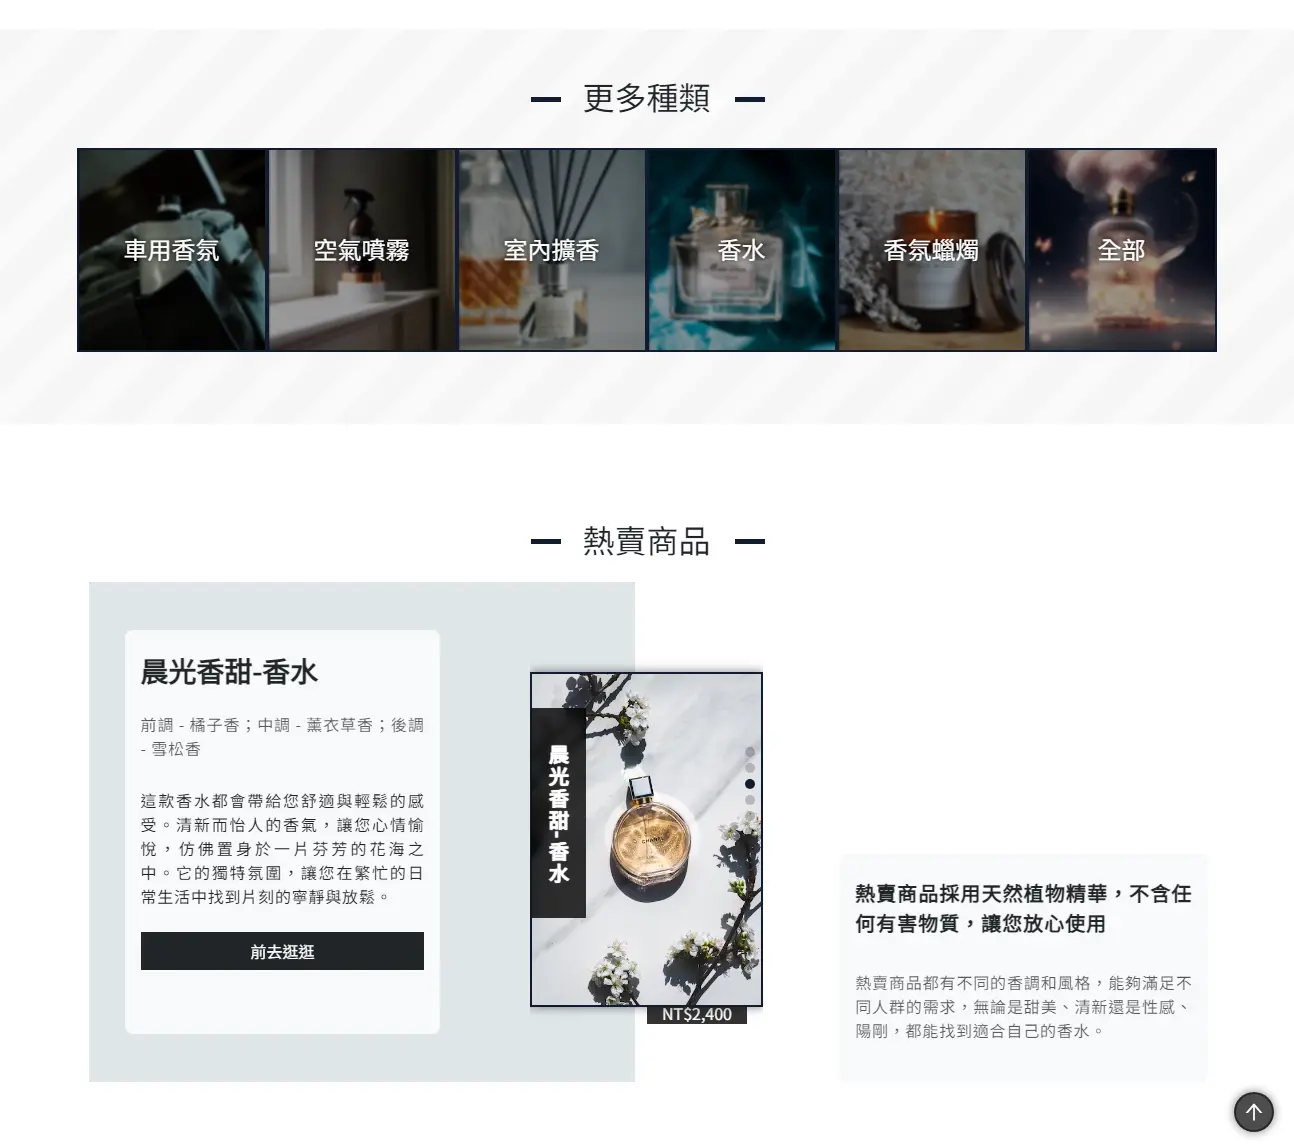 更多種類
車用香氛
空氣噴霧
室內擴香
香水
香氛蠟燭
全部
熱賣商品
晨光香甜-香水
前調 - 橘子香；中調 - 薰衣草香；後調
- 雪松香
這款香水都會帶給您舒適與輕鬆的感
受。清新而怡人的香氣，讓您心情愉
悅，仿佛置身於一片芬芳的花海之
中。它的獨特氛圍，讓您在繁忙的日
常生活中找到片刻的寧靜與放鬆。
前去逛逛
晨光香甜-香水
CHANEL
NT$2,400
熱賣商品採用天然植物精華，不含任
何有害物質，讓您放心使用
熱賣商品都有不同的香調和風格，能夠滿足不
同人群的需求，無論是甜美、清新還是性感、
陽剛，都能找到適合自己的香水。